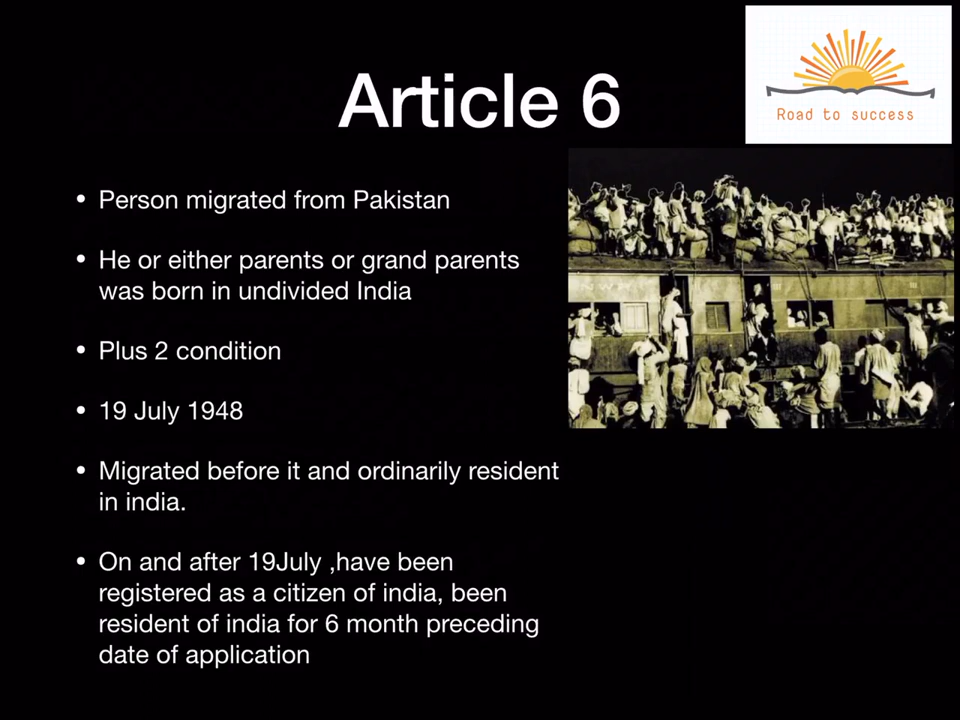 Article 6
Road to success
• Person migrated from Pakistan
• He or either parents or grand parents
was born in undivided India
• Plus 2 condition
• 19 July 1948
• Migrated before it and ordinarily resident
in india.
• On and after 19July ,have been
registered as a citizen of india, been
resident of india for 6 month preceding
date of application